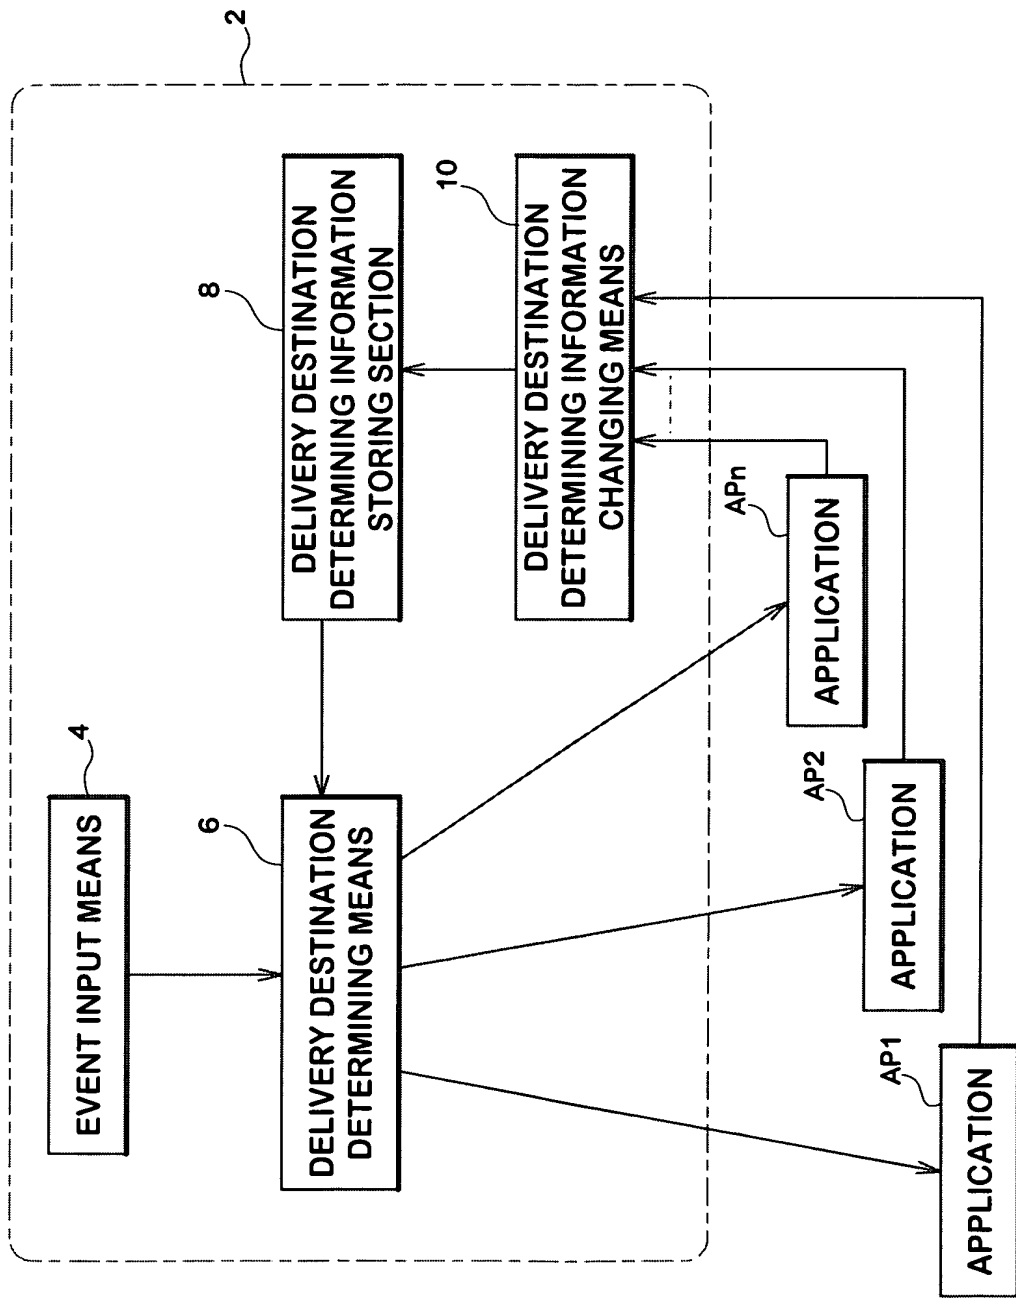 2
4
EVENT INPUT MEANS
6
DELIVERY DESTINATION
DETERMINING MEANS
8
DELIVERY DESTINATION
DETERMINING INFORMATION
STORING SECTION
10
DELIVERY DESTINATION
DETERMINING INFORMATION
CHANGING MEANS
AP1
APPLICATION
AP2
APPLICATION
APn
APPLICATION